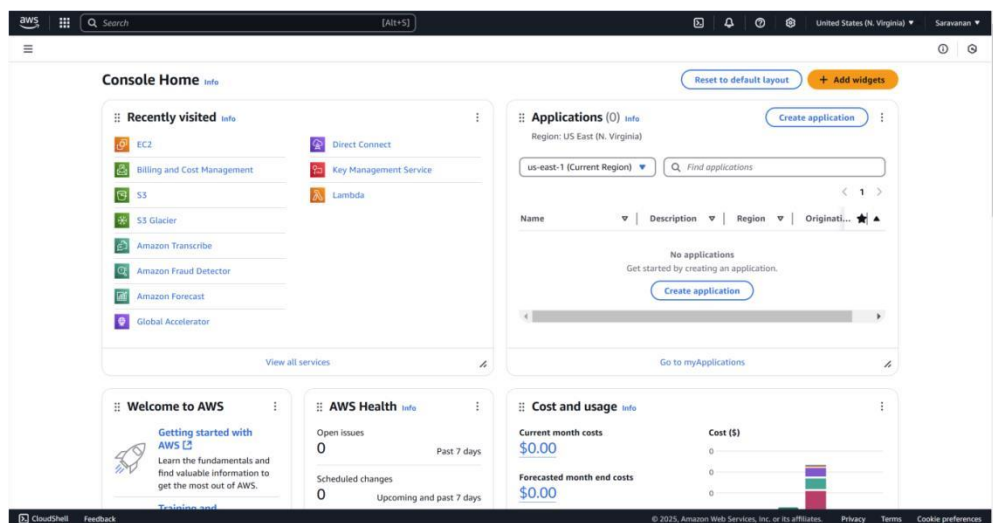 aws
Search [Alt+S]
United States (N. Virginia) ▼ Saravanan ▼
Console Home Info
Reset to default layout
+ Add widgets
Recently visited Info
EC2
Billing and Cost Management
S3
S3 Glacier
Amazon Transcribe
Amazon Fraud Detector
Amazon Forecast
Global Accelerator
Direct Connect
Key Management Service
Lambda
View all services
Applications (0) Info
Create application
Region: US East (N. Virginia)
us-east-1 (Current Region) ▼
Find applications
1
Name Description Region Originati...
No applications
Get started by creating an application.
Create application
Go to myApplications
Welcome to AWS
Getting started with
AWS
Learn the fundamentals and
find valuable information to
get the most out of AWS.
Training and
AWS Health Info
Open issues
0 Past 7 days
Scheduled changes
0 Upcoming and past 7 days
Cost and usage Info
Current month costs
$0.00
Forecasted month end costs
$0.00
Cost ($)
0
0
0
CloudShell Feedback
© 2025, Amazon Web Services, Inc. or its affiliates. Privacy Terms Cookie preferences